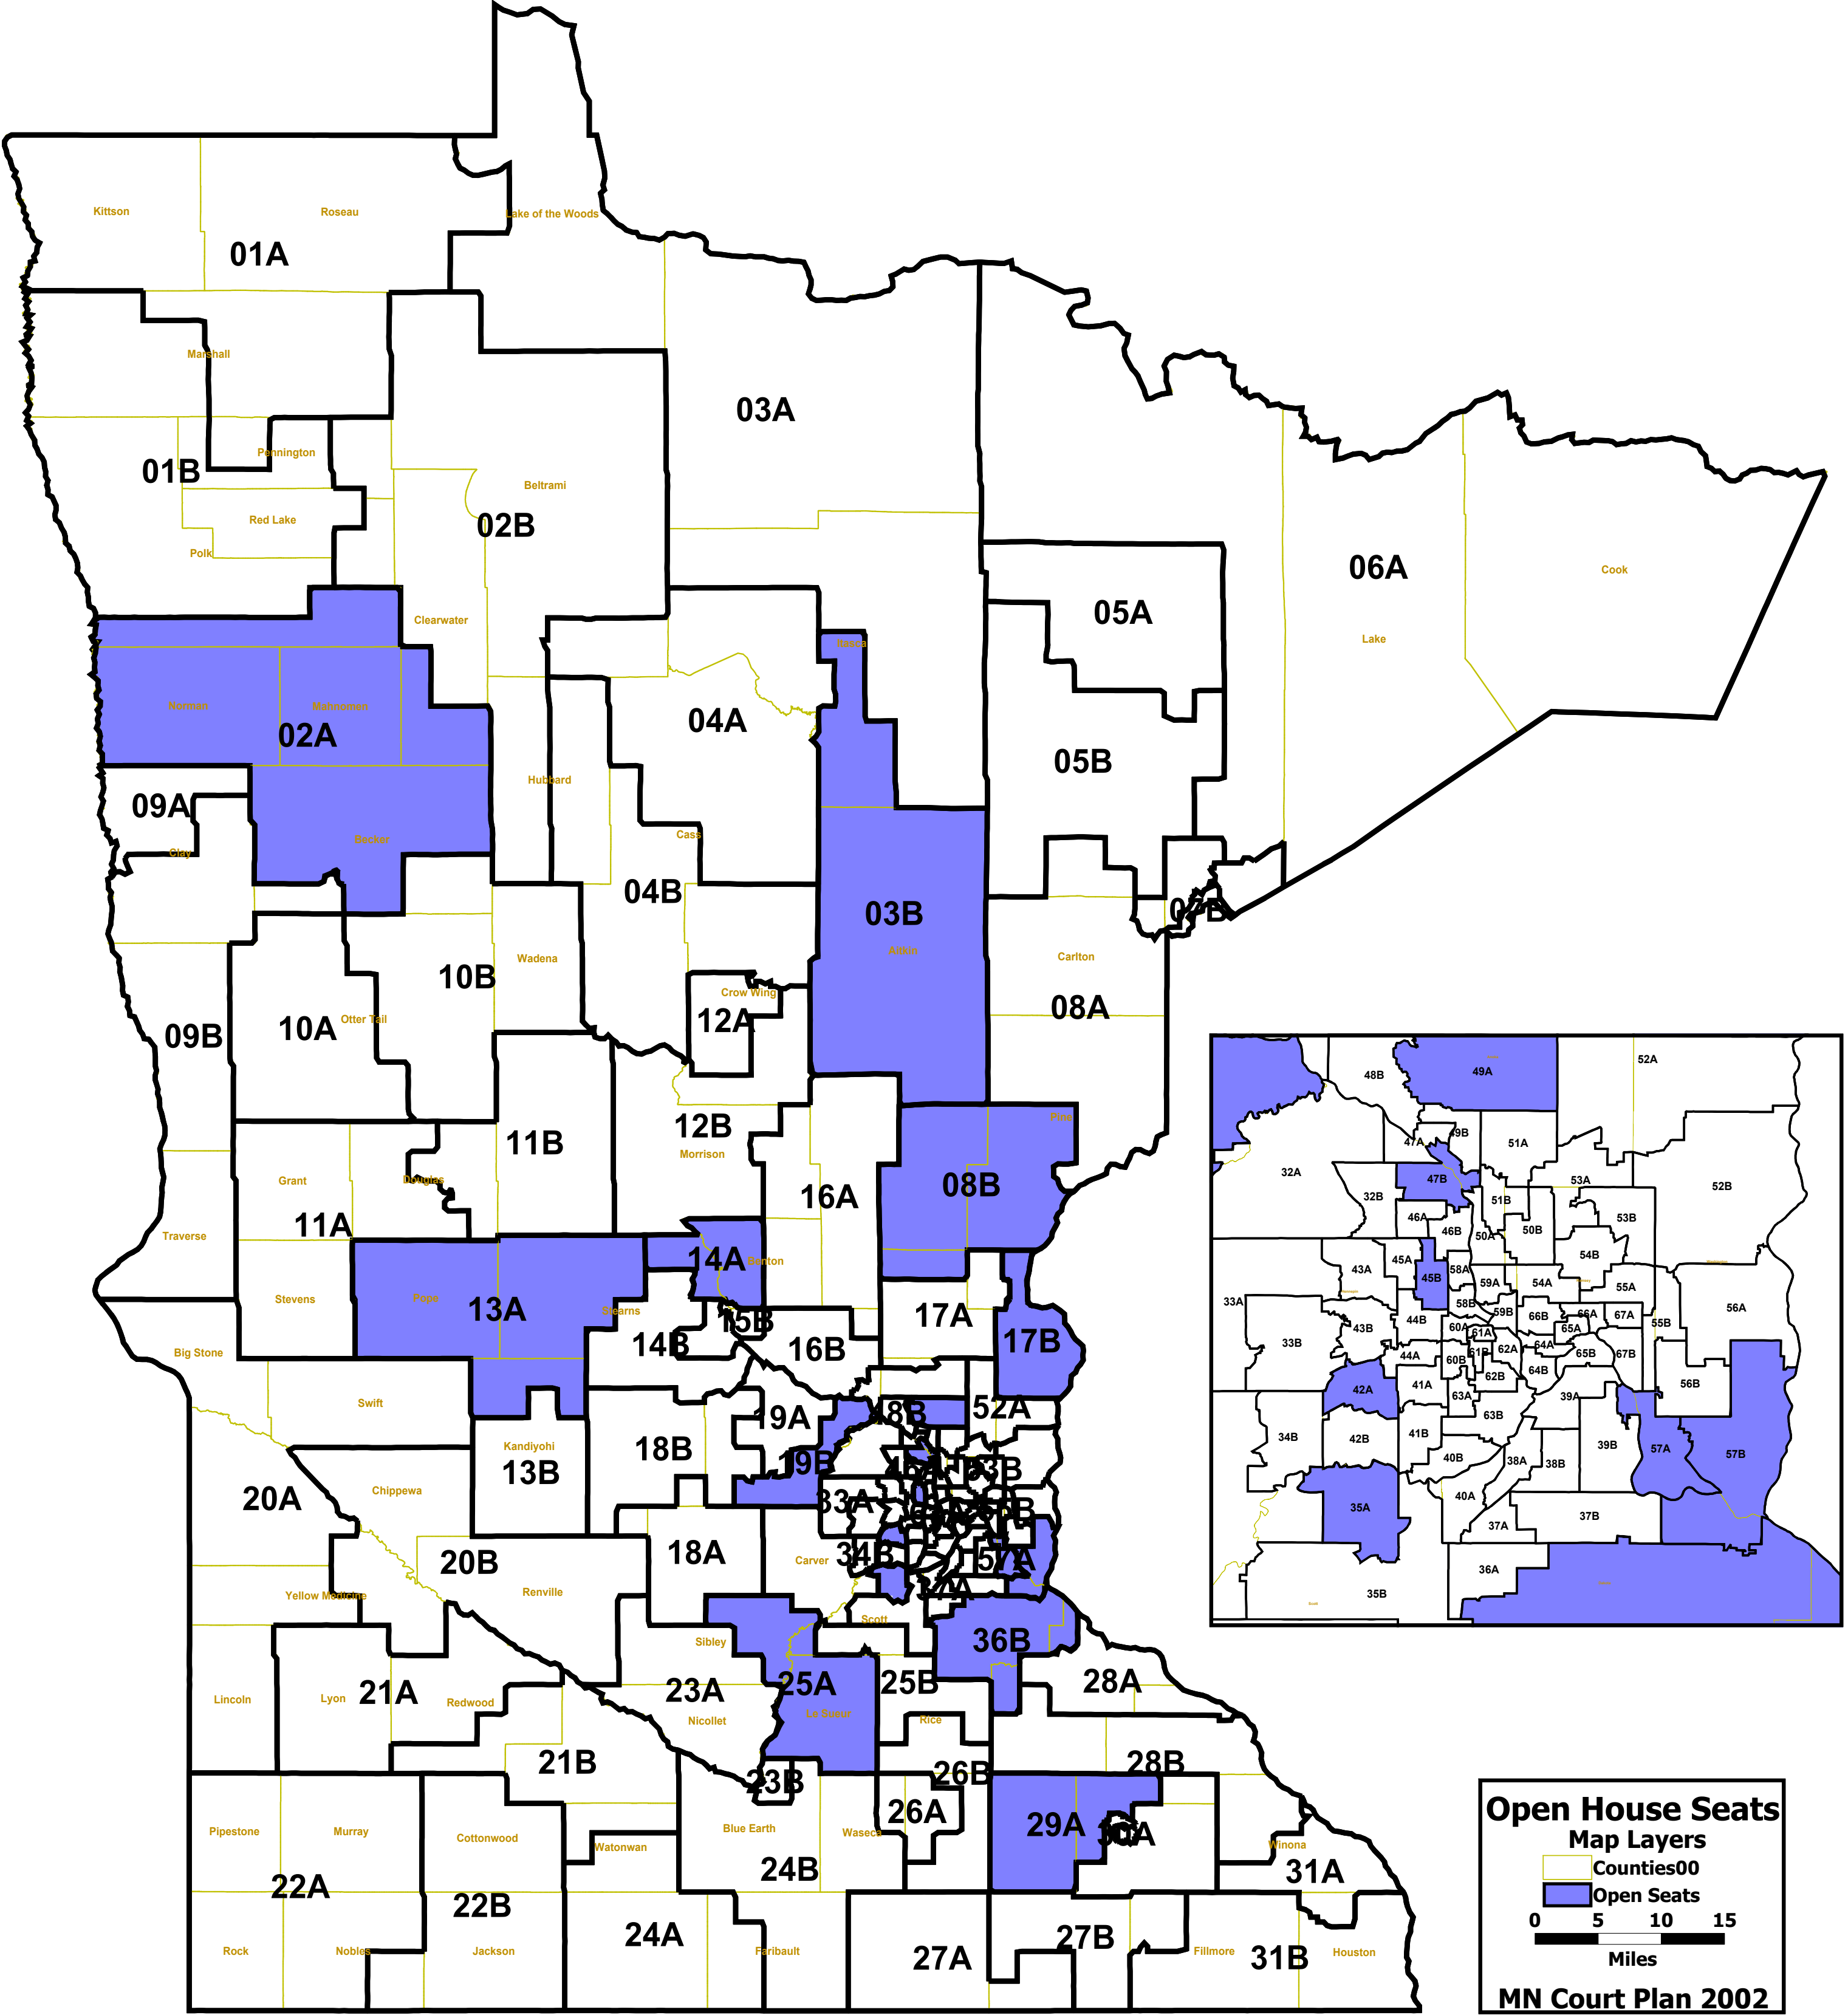 Kittson
Roseau
Lake of the Woods
01A
Marshall
03A
Pennington
01B
Beltrami
Red Lake
02B
Polk
06A
Cook
05A
Clearwater
Lake
Itasca
Norman
Mahnomen
02A
04A
05B
Hubbard
09A
Cass
Becker
Clay
04B
03B
07B
Aitkin
Wadena
Carlton
10B
Crow Wing
08A
12A
Otter Tail
10A
09B
Pine
12B
11B
Morrison
Grant
Douglas
08B
16A
11A
Traverse
14A
Benton
Stevens
Pope
13A
Stearns
17A
15B
14B
16B
17B
Big Stone
Swift
48B
52A
19A
Kandiyohi
18B
19B
13B
Chippewa
20A
33A
18A
34B
57A
Carver
20B
Renville
Yellow Medicine
37A
Scott
Sibley
36B
28A
25A
25B
23A
21A
Lincoln
Lyon
Redwood
Le Sueur
Nicollet
Rice
21B
28B
26B
23B
26A
29A
30A
Pipestone
Murray
Cottonwood
Blue Earth
Waseca
Watonwan
Winona
24B
31A
22A
22B
24A
27B
Rock
Nobles
Jackson
Faribault
27A
Fillmore
31B
Houston
52A
48B
49A
49B
47A
51A
32A
53A
47B
52B
32B
51B
46A
53B
46B
50B
50A
54B
45A
43A
58A
45B
59A
54A
55A
33A
58B
59B
56A
66B
66A
67A
44B
55B
43B
60A
65A
61A
33B
64A
62A
61B
65B
67B
44A
60B
64B
62B
56B
41A
42A
63A
39A
63B
41B
34B
42B
39B
57A
57B
40B
38A
38B
40A
35A
37B
37A
36A
35B
Open House Seats
Map Layers
Counties00
Open Seats
0 5 10 15
Miles
MN Court Plan 2002